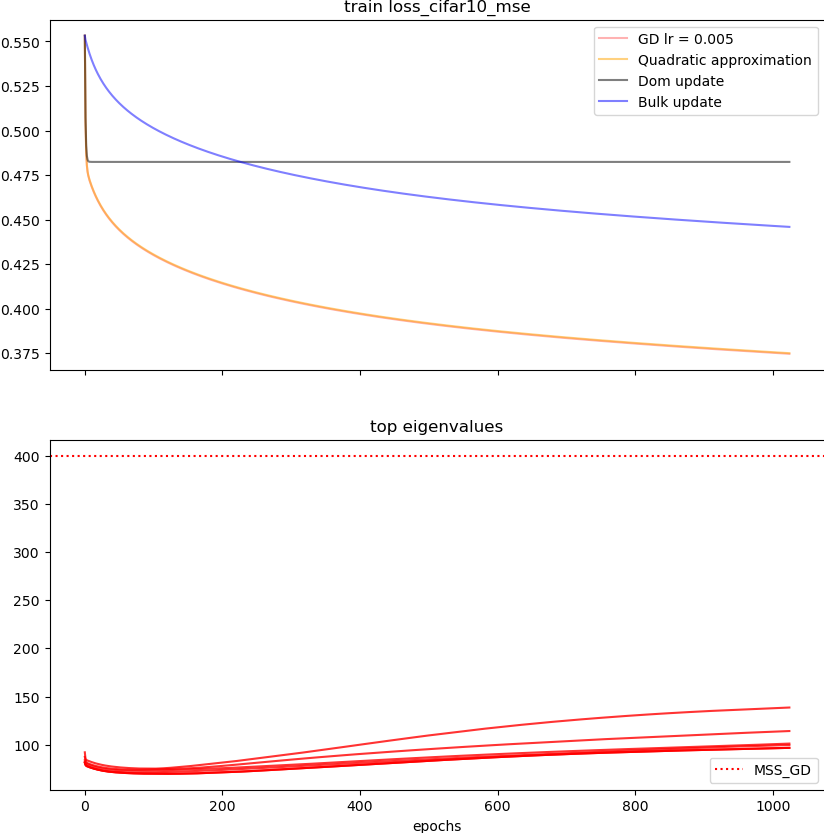 train loss_cifar10_mse
0.550
0.525
0.500
0.475
0.450
0.425
0.400
0.375
GD lr = 0.005
Quadratic approximation
Dom update
Bulk update
top eigenvalues
400
350
300
250
200
150
100
MSS_GD
0 200 400 600 800 1000
epochs